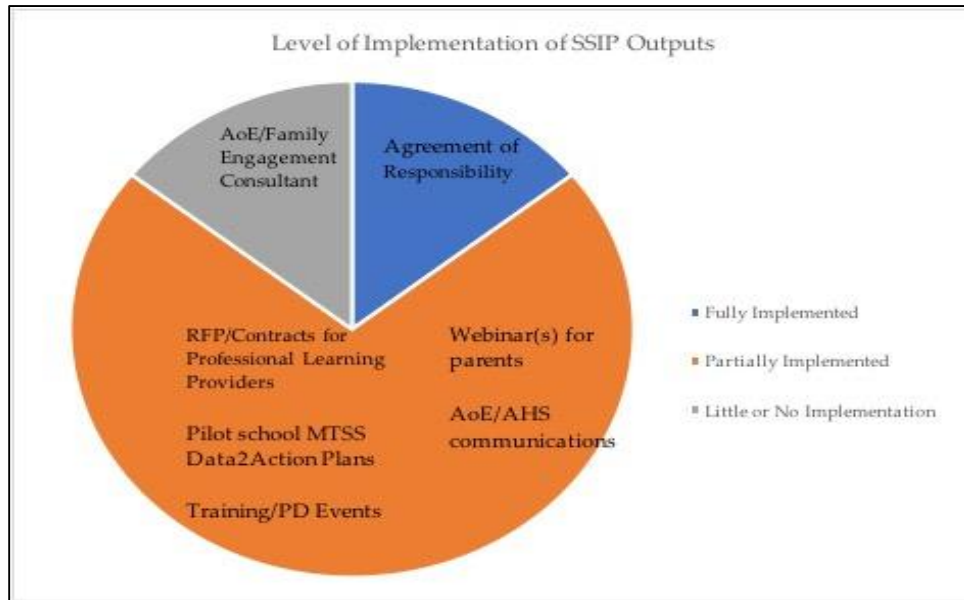 Level of Implementation of SSIP Outputs
AoE/Family
Engagement
Consultant
Agreement of
Responsibility
RFP/Contracts for
Professional Learning
Providers
Pilot school MTSS
Data2Action Plans
Training/PD Events
Webinar(s) for
parents
AoE/AHS
communications
Fully Implemented
Partially Implemented
Little or No Implementation